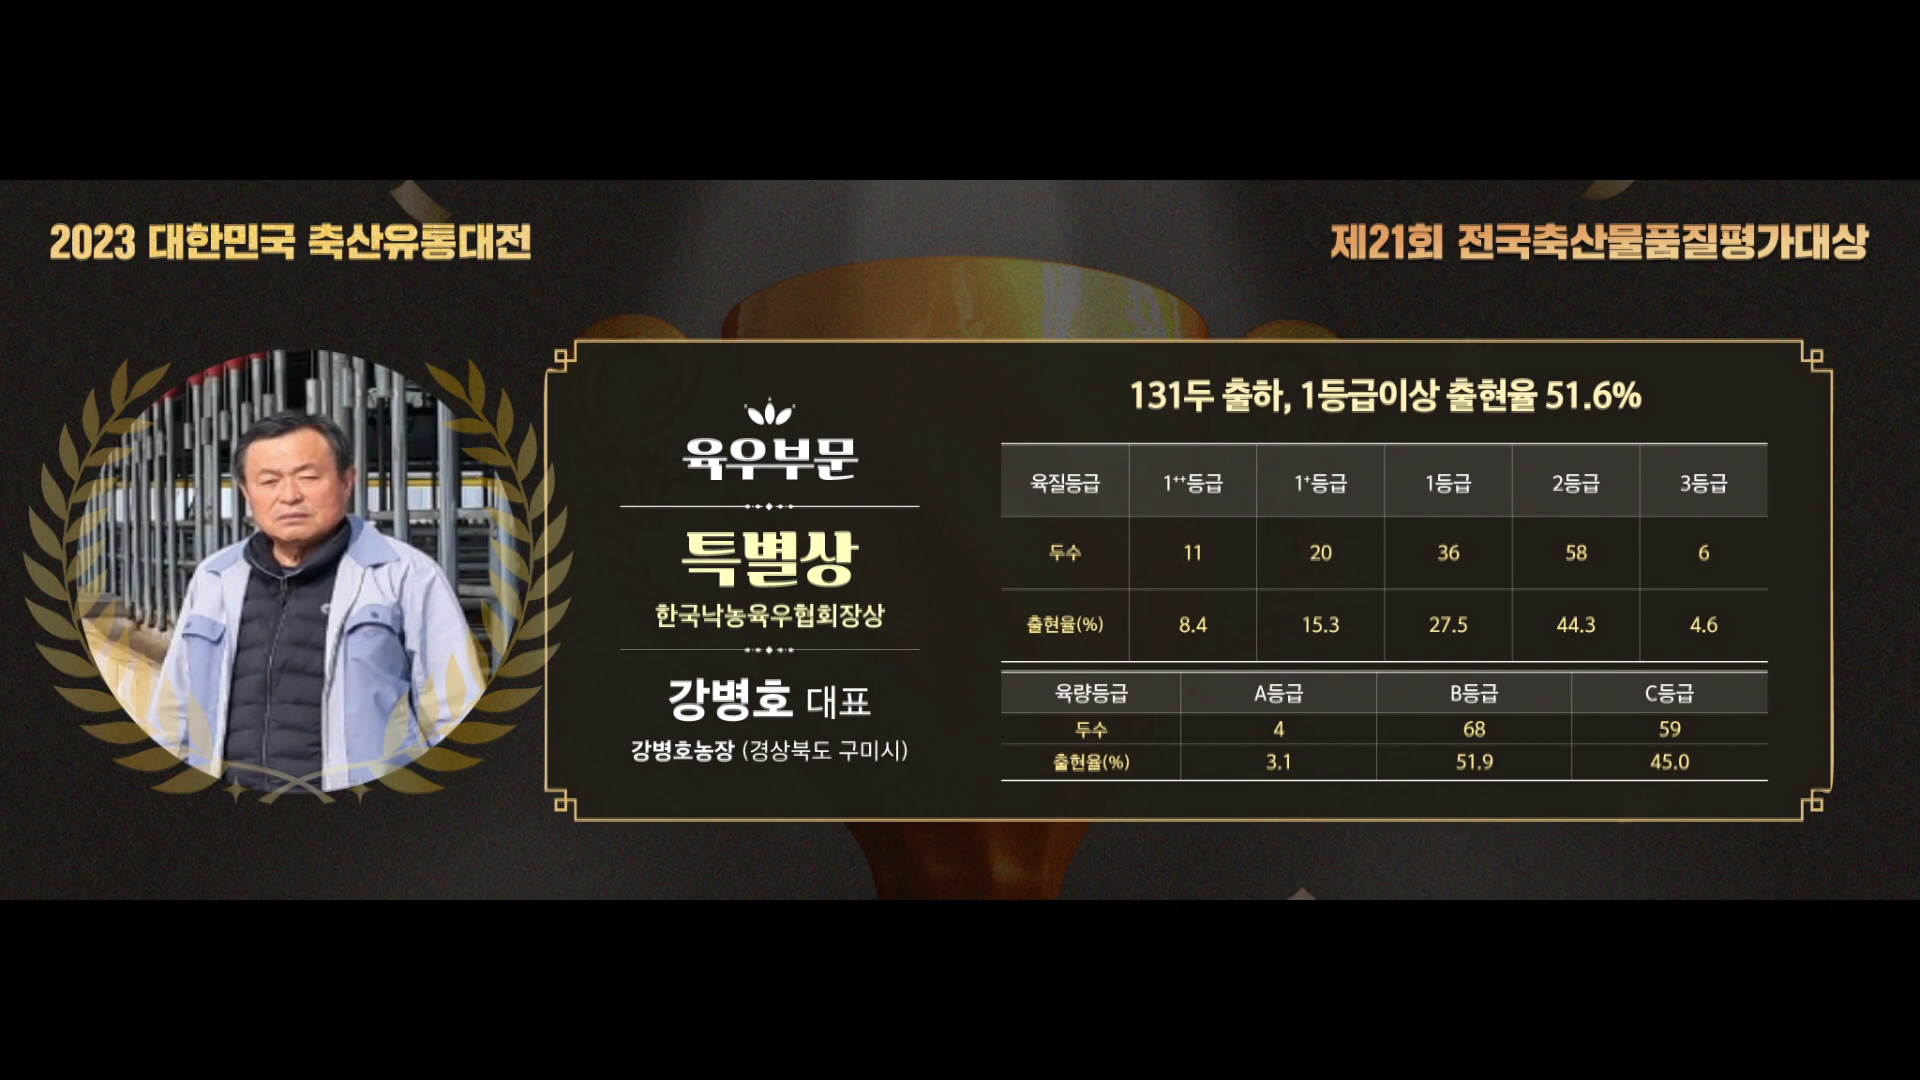 2023 대한민국 축산유통대전
제21회 전국축산물품질평가대상
육우부문
특별상
한국낙농육우협회장상
강병호 대표
강병호농장 (경상북도 구미시)
131두 출하, 1등급이상 출현율 51.6%
육질등급 1⁺⁺등급 1⁺등급 1등급 2등급 3등급
두수 11 20 36 58 6
출현율(%) 8.4 15.3 27.5 44.3 4.6
육량등급 A등급 B등급 C등급
두수 4 68 59
출현율(%) 3.1 51.9 45.0